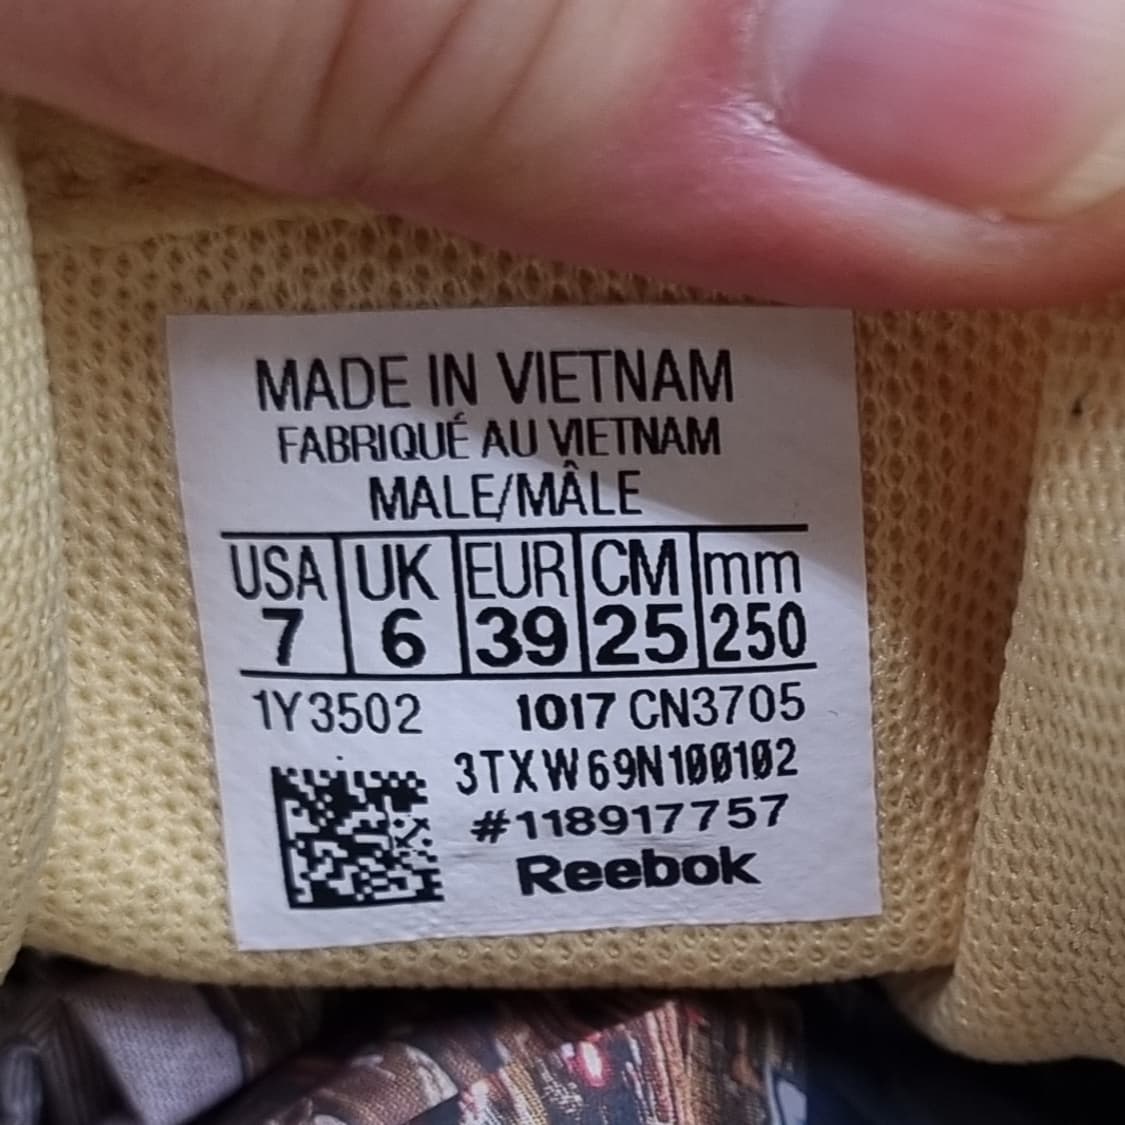 MADE IN VIETNAM
FABRIQUÉ AU VIETNAM
MALE/MÂLE
USA UK EUR CM mm
7 6 39 25 250
1Y3502 1017 CN3705
3TXW69N100102
#118917757
Reebok